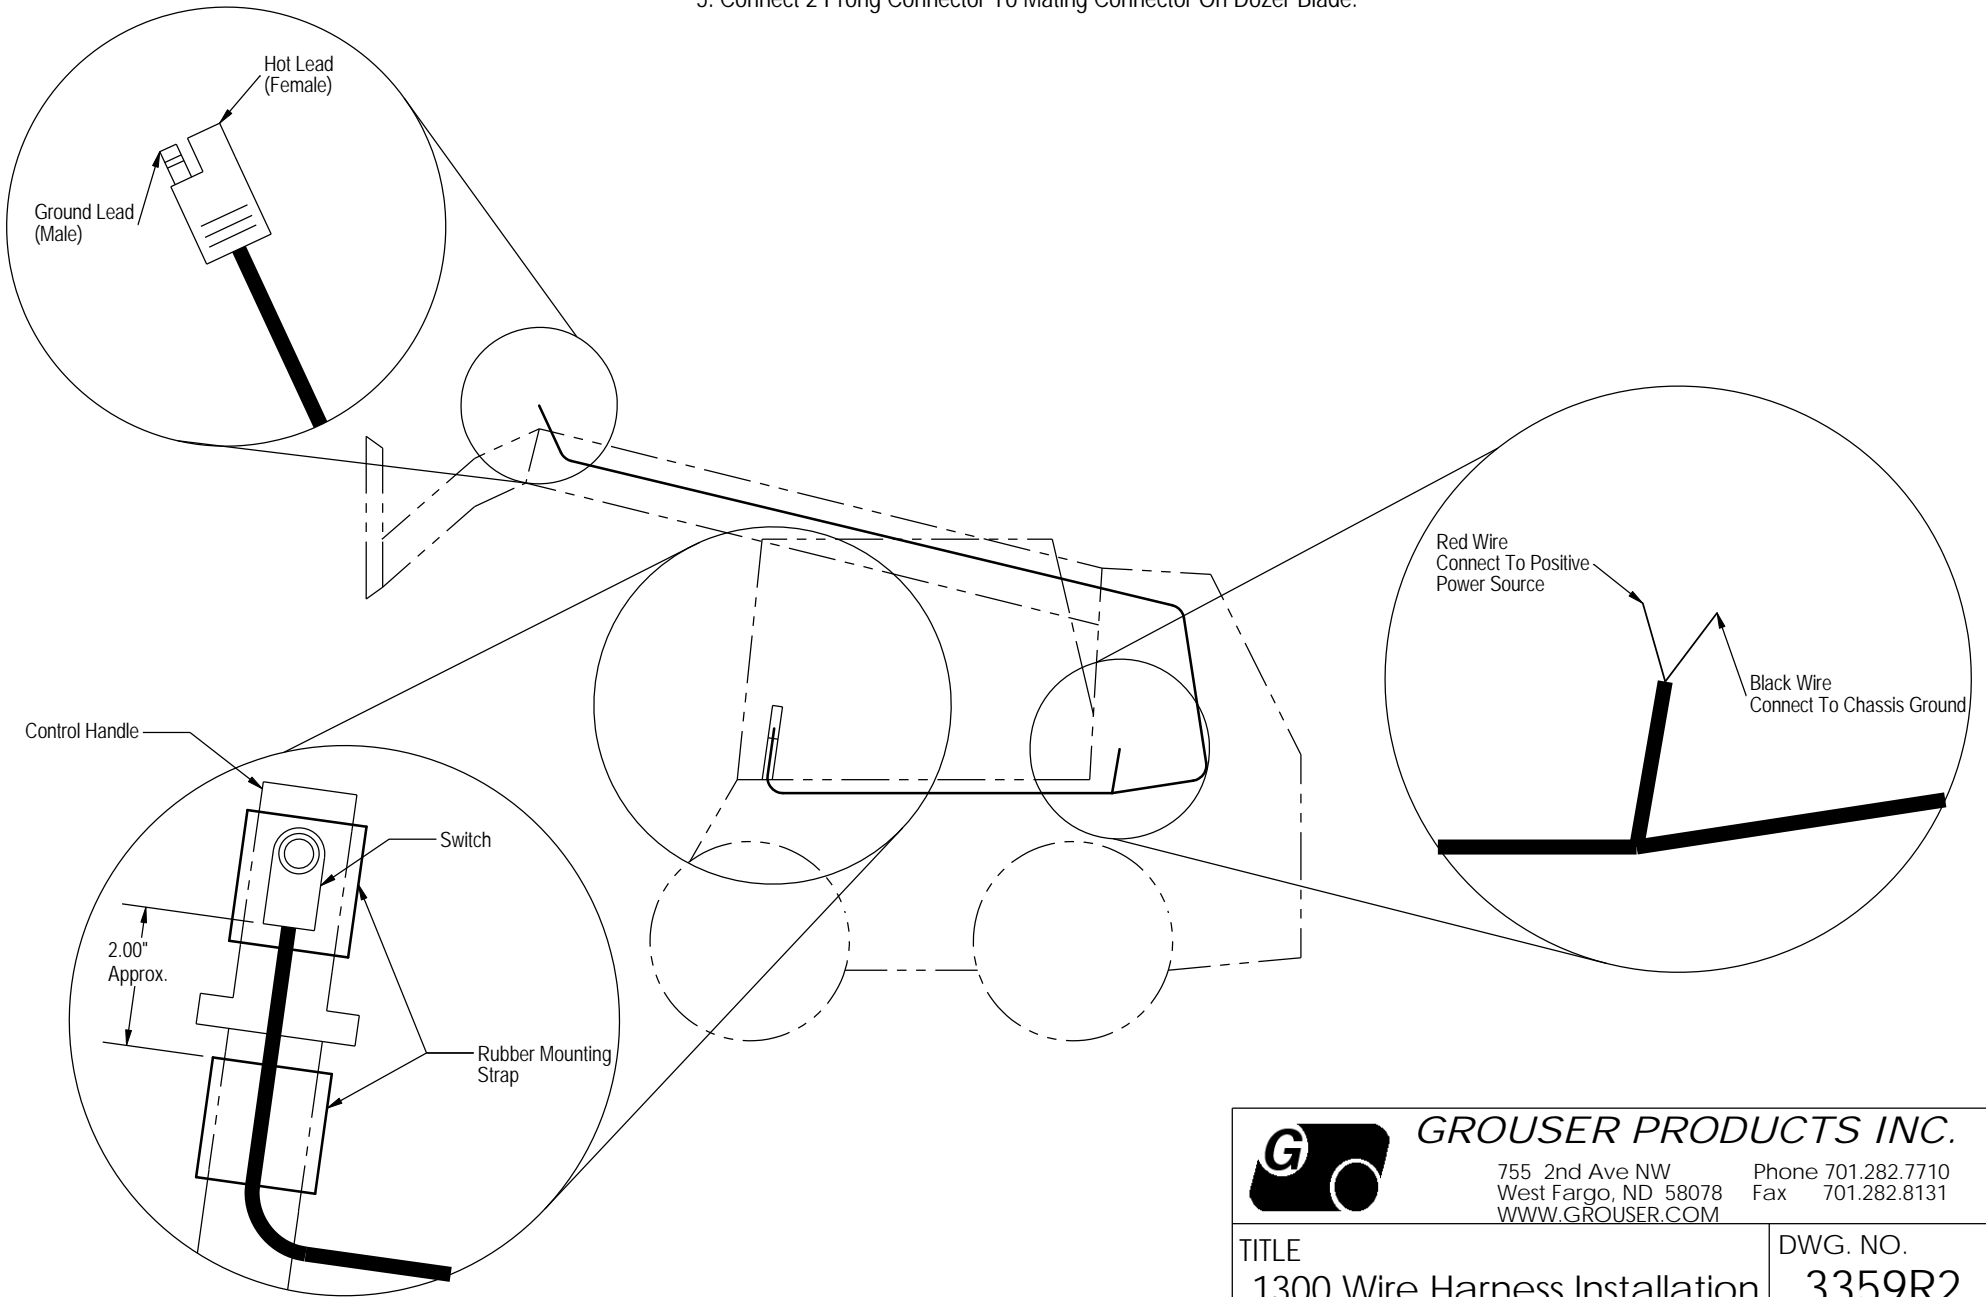 5. Connect 2 Prong Connector To Mating Connector On Dozer Blade.
Hot Lead
(Female)
Ground Lead
(Male)
Red Wire
Connect To Positive
Power Source
Black Wire
Connect To Chassis Ground
Control Handle
Switch
2.00"
Approx.
Rubber Mounting
Strap
G
GROUSER PRODUCTS INC.
755 2nd Ave NW Phone 701.282.7710
West Fargo, ND 58078 Fax 701.282.8131
WWW.GROUSER.COM
TITLE
1300 Wire Harness Installation
DWG. NO.
3359R2